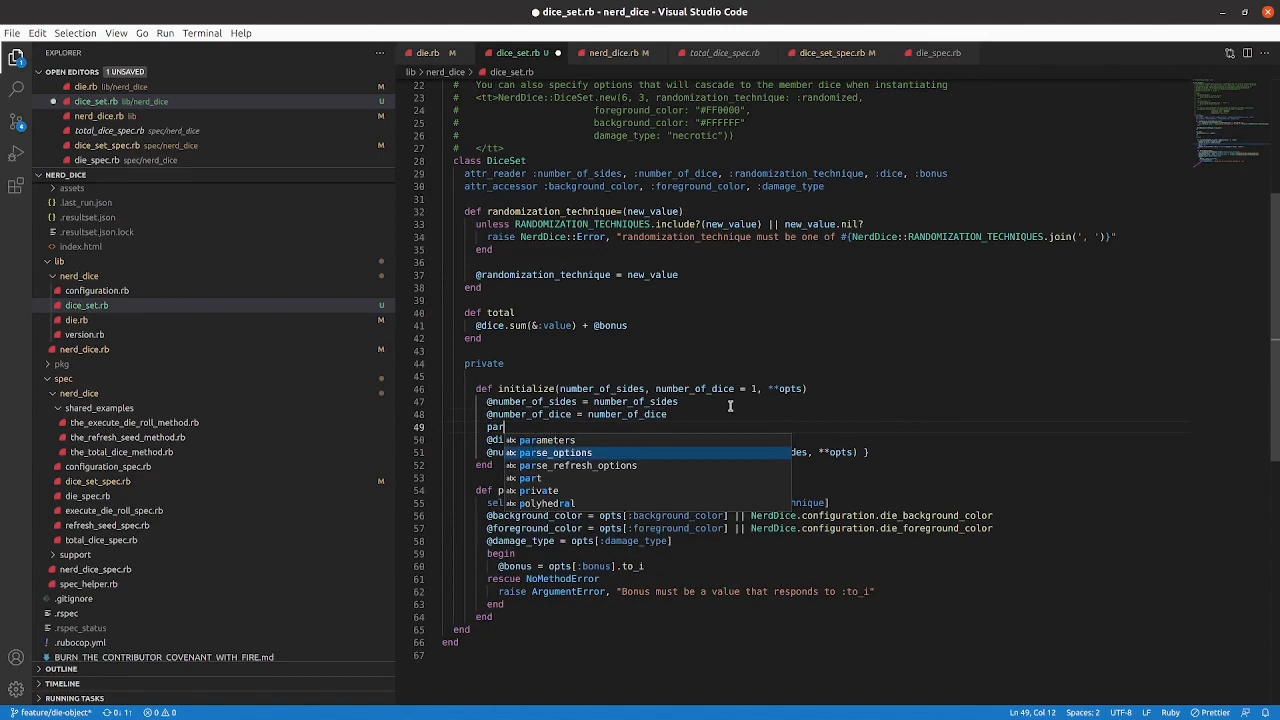 dice_set.rb - nerd_dice - Visual Studio Code
File Edit Selection View Go Run Terminal Help
EXPLORER
OPEN EDITORS 1 UNSAVED
die.rb lib/nerd_dice M
dice_set.rb lib/nerd_dice U
nerd_dice.rb lib M
total_dice_spec.rb spec/nerd_dice
dice_set_spec.rb spec/nerd_dice M
die_spec.rb spec/nerd_dice
NERD_DICE
assets
.last_run.json
.resultset.json
.resultset.json.lock
index.html
lib
nerd_dice
configuration.rb
dice_set.rb U
die.rb M
version.rb
nerd_dice.rb M
pkg
spec
nerd_dice
shared_examples
the_execute_die_roll_method.rb
the_refresh_seed_method.rb
the_total_dice_method.rb
configuration_spec.rb
dice_set_spec.rb M
die_spec.rb
execute_die_roll_spec.rb
refresh_seed_spec.rb
total_dice_spec.rb
support
nerd_dice_spec.rb
spec_helper.rb
.gitignore
.rspec
.rspec_status
.rubocop.yml
BURN_THE_CONTRIBUTOR_COVENANT_WITH_FIRE.md
OUTLINE
TIMELINE
RUNNING TASKS
die.rb M dice_set.rb U nerd_dice.rb M total_dice_spec.rb dice_set_spec.rb M die_spec.rb
lib > nerd_dice > dice_set.rb
22 # You can also specify options that will cascade to the member dice when instantiating
23 # <tt>NerdDice::DiceSet.new(6, 3, randomization_technique: :randomized,
24 # foreground_color: "#FF0000",
25 # background_color: "#FFFFFF"
26 # damage_type: "necrotic"))
27 # </tt>
28 class DiceSet
29 attr_reader :number_of_sides, :number_of_dice, :randomization_technique, :dice, :bonus
30 attr_accessor :background_color, :foreground_color, :damage_type
31
32 def randomization_technique=(new_value)
33 unless RANDOMIZATION_TECHNIQUES.include?(new_value) || new_value.nil?
34 raise NerdDice::Error, "randomization_technique must be one of #{NerdDice::RANDOMIZATION_TECHNIQUES.join(', ')}"
35 end
36
37 @randomization_technique = new_value
38 end
39
40 def total
41 @dice.sum(&:value) + @bonus
42 end
43
44 private
45
46 def initialize(number_of_sides, number_of_dice = 1, **opts)
47 @number_of_sides = number_of_sides
48 @number_of_dice = number_of_dice
49 par
parameters
50 @di
parse_options
51 @nu des, **opts) }
parse_refresh_options
52 end
part
53
private
54 def p
polyhedral
55 sel nique]
56 @background_color = opts[:background_color] || NerdDice.configuration.die_background_color
57 @foreground_color = opts[:foreground_color] || NerdDice.configuration.die_foreground_color
58 @damage_type = opts[:damage_type]
59 begin
60 @bonus = opts[:bonus].to_i
61 rescue NoMethodError
62 raise ArgumentError, "Bonus must be a value that responds to :to_i"
63 end
64 end
65 end
66 end
67
feature/die-object* 0↓ 1↑ 0 0 Ln 49, Col 12 Spaces: 2 UTF-8 LF Ruby Prettier